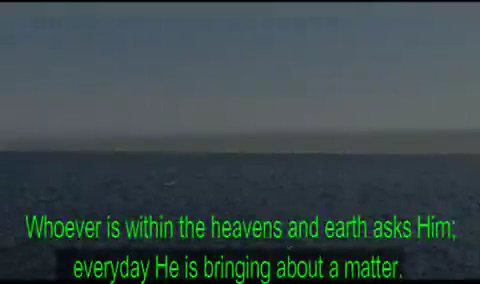 Whoever is within the heavens and earth asks Him;
everyday He is bringing about a matter.